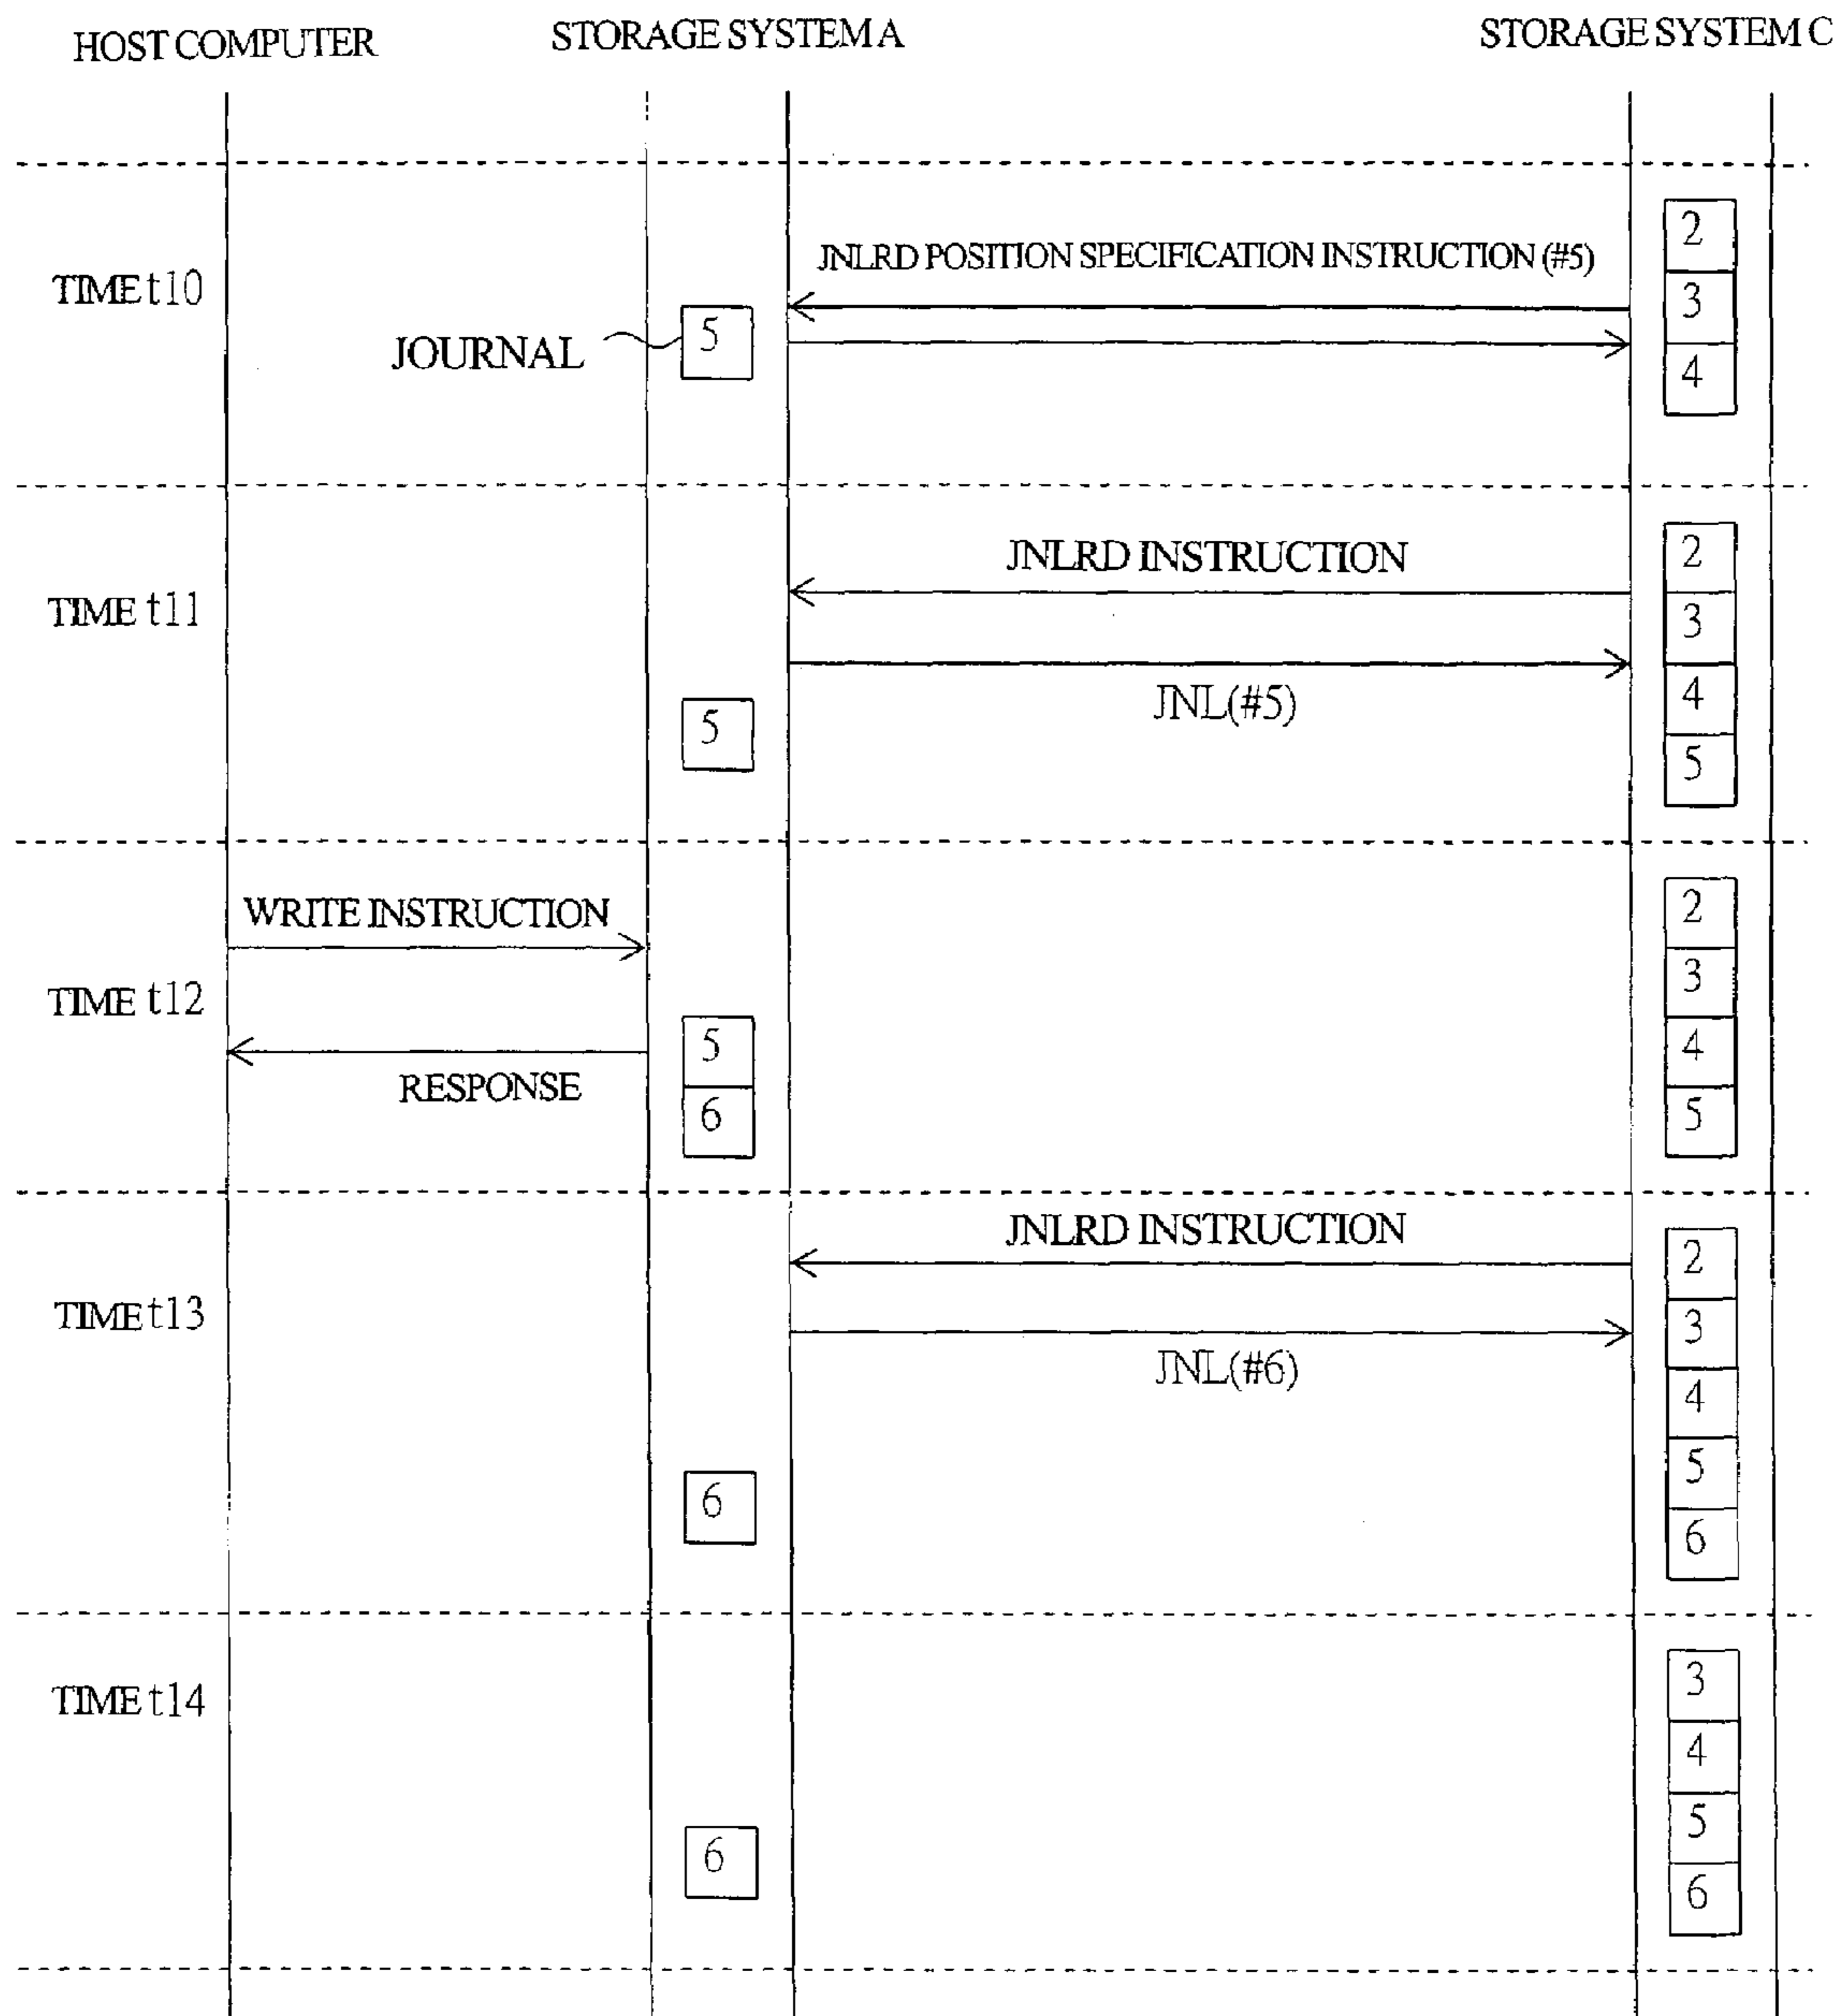 HOST COMPUTER STORAGE SYSTEM A STORAGE SYSTEM C
2
JNLRD POSITION SPECIFICATION INSTRUCTION (#5)
TIME t10
3
5
JOURNAL
4
2
JNLRD INSTRUCTION
TIME t11
3
JNL(#5)
4
5
5
2
WRITE INSTRUCTION
3
TIME t12
5
4
RESPONSE
6
5
JNLRD INSTRUCTION
2
TIME t13
3
JNL(#6)
4
5
6
6
3
TIME t14
4
5
6
6